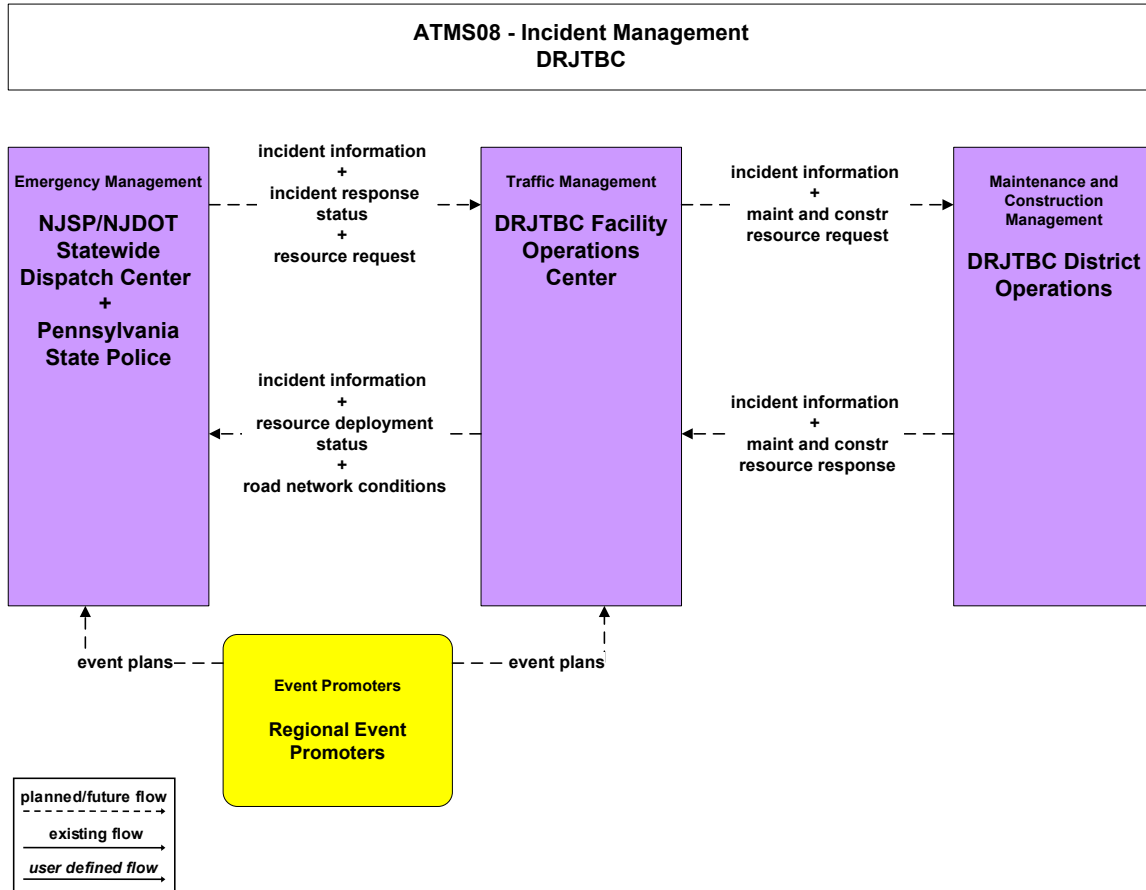 ATMS08 - Incident Management
DRJTBC
Emergency Management
NJSP/NJDOT
Statewide
Dispatch Center
+
Pennsylvania
State Police
incident information
+
incident response
status
+
resource request
Traffic Management
DRJTBC Facility
Operations
Center
incident information
+
maint and constr
resource request
Maintenance and
Construction
Management
DRJTBC District
Operations
incident information
+
resource deployment
status
+
road network conditions
incident information
+
maint and constr
resource response
event plans
event plans
Event Promoters
Regional Event
Promoters
planned/future flow
existing flow
user defined flow